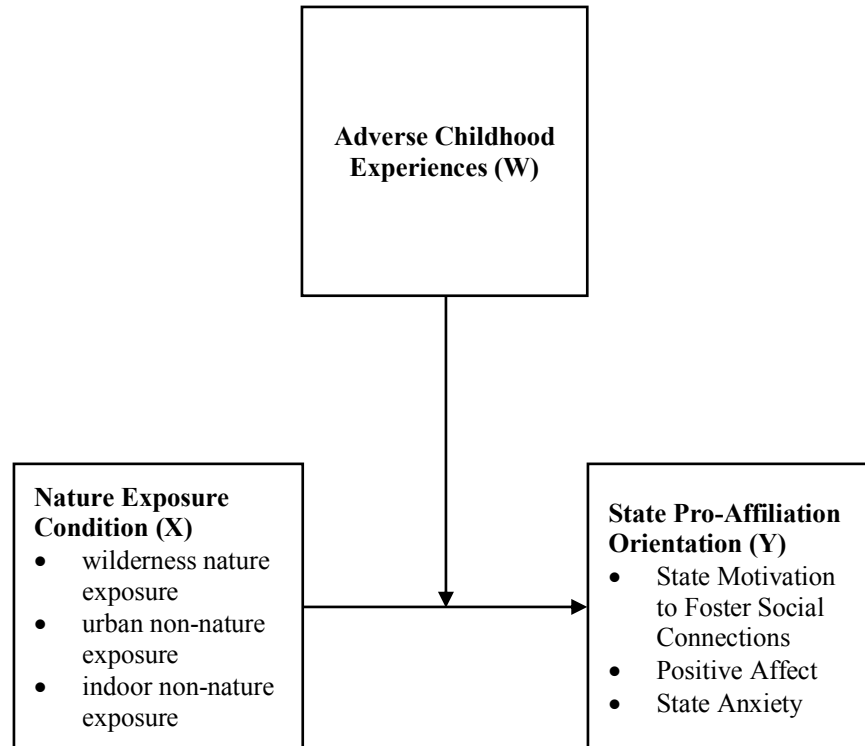 Adverse Childhood
Experiences (W)
Nature Exposure
Condition (X)
• wilderness nature
exposure
• urban non-nature
exposure
• indoor non-nature
exposure
State Pro-Affiliation
Orientation (Y)
• State Motivation
to Foster Social
Connections
• Positive Affect
• State Anxiety